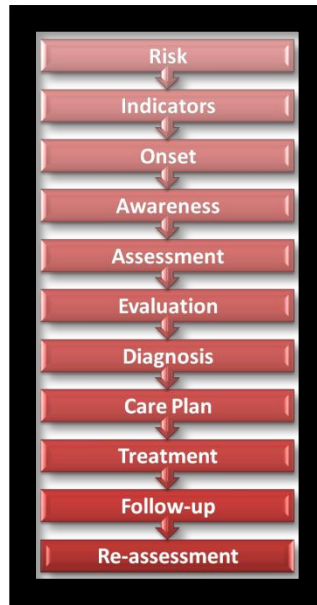 Risk
Indicators
Onset
Awareness
Assessment
Evaluation
Diagnosis
Care Plan
Treatment
Follow-up
Re-assessment